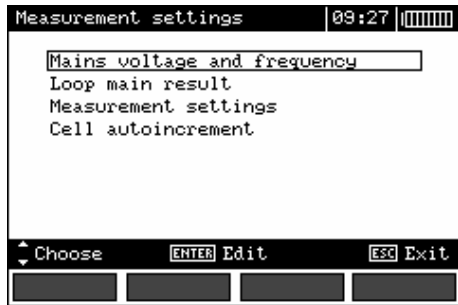 Measurement settings 09:27
Mains voltage and frequency
Loop main result
Measurement settings
Cell autoincrement
Choose ENTER Edit ESC Exit